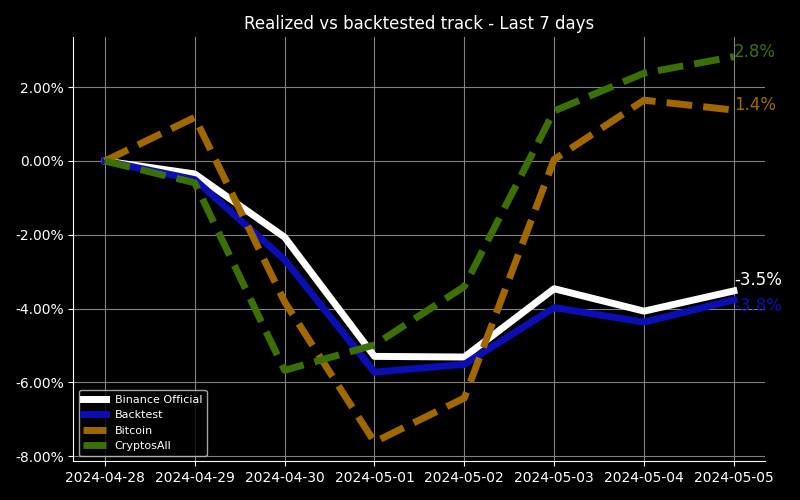 Realized vs backtested track - Last 7 days
2.8%
2.00%
1.4%
0.00%
-2.00%
-3.5%
-3.8%
-4.00%
-6.00%
Binance Official
Backtest
Bitcoin
CryptosAll
-8.00%
2024-04-28 2024-04-29 2024-04-30 2024-05-01 2024-05-02 2024-05-03 2024-05-04 2024-05-05